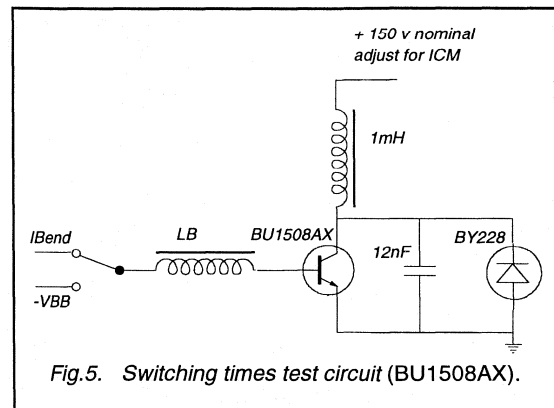 + 150 v nominal
adjust for ICM
1mH
IBend
LB
BU1508AX
12nF
BY228
-VBB
Fig.5. Switching times test circuit (BU1508AX).